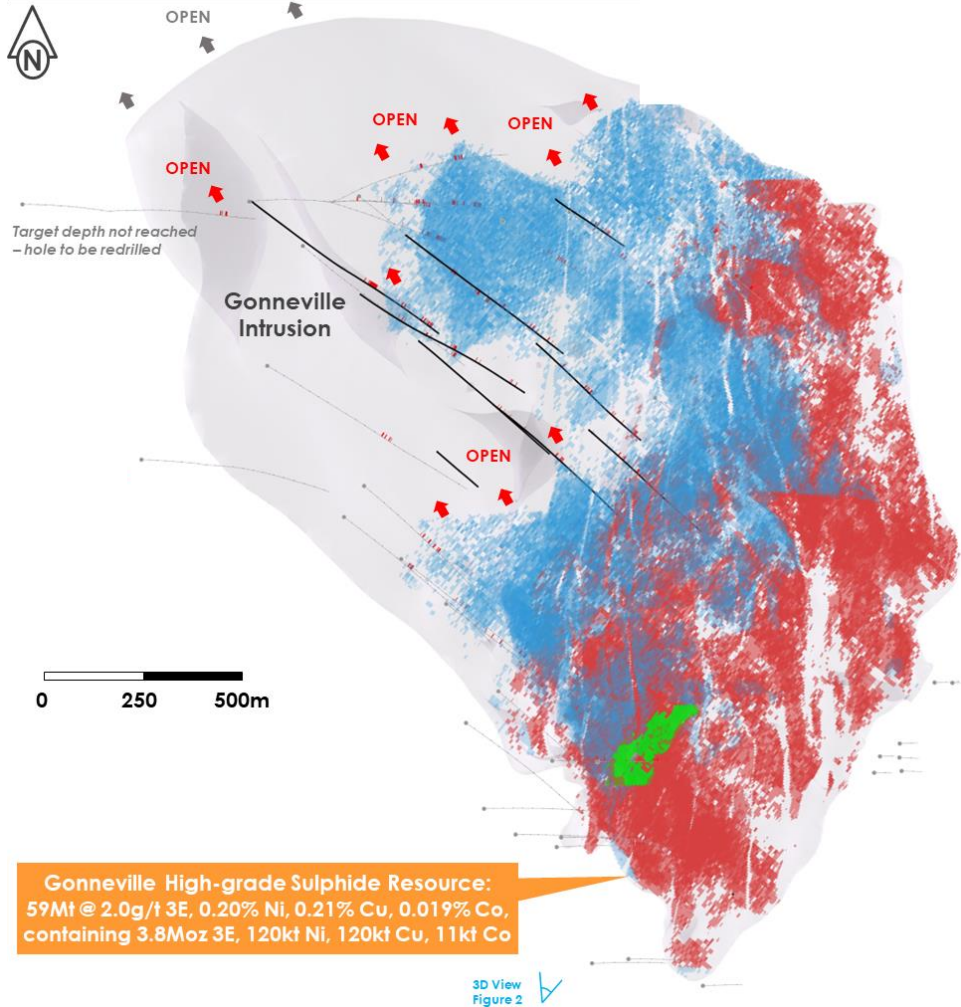 OPEN
N
OPEN
OPEN
OPEN
Target depth not reached
– hole to be redrilled
Gonneville
Intrusion
OPEN
0 250 500m
Gonneville High-grade Sulphide Resource:
59Mt @ 2.0g/t 3E, 0.20% Ni, 0.21% Cu, 0.019% Co,
containing 3.8Moz 3E, 120kt Ni, 120kt Cu, 11kt Co
3D View
Figure 2